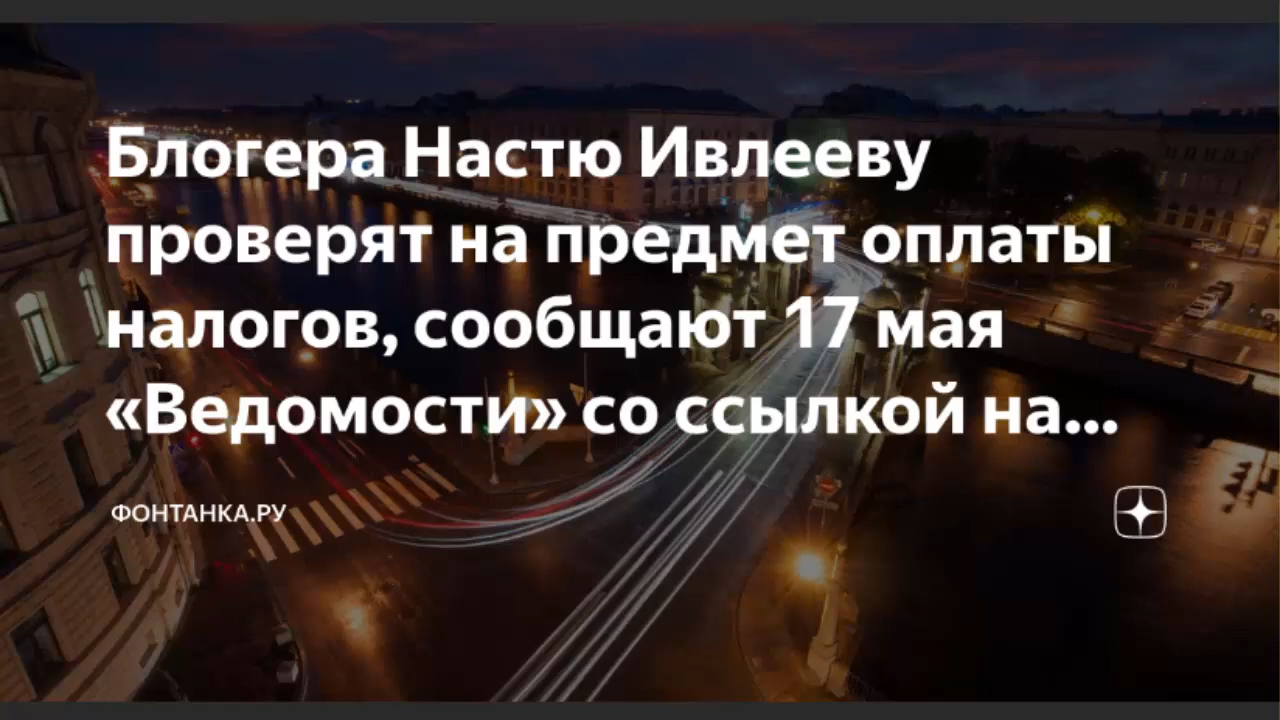 Блогера Настю Ивлееву
проверят на предмет оплаты
налогов, сообщают 17 мая
«Ведомости» со ссылкой на...
ФОНТАНКА.РУ